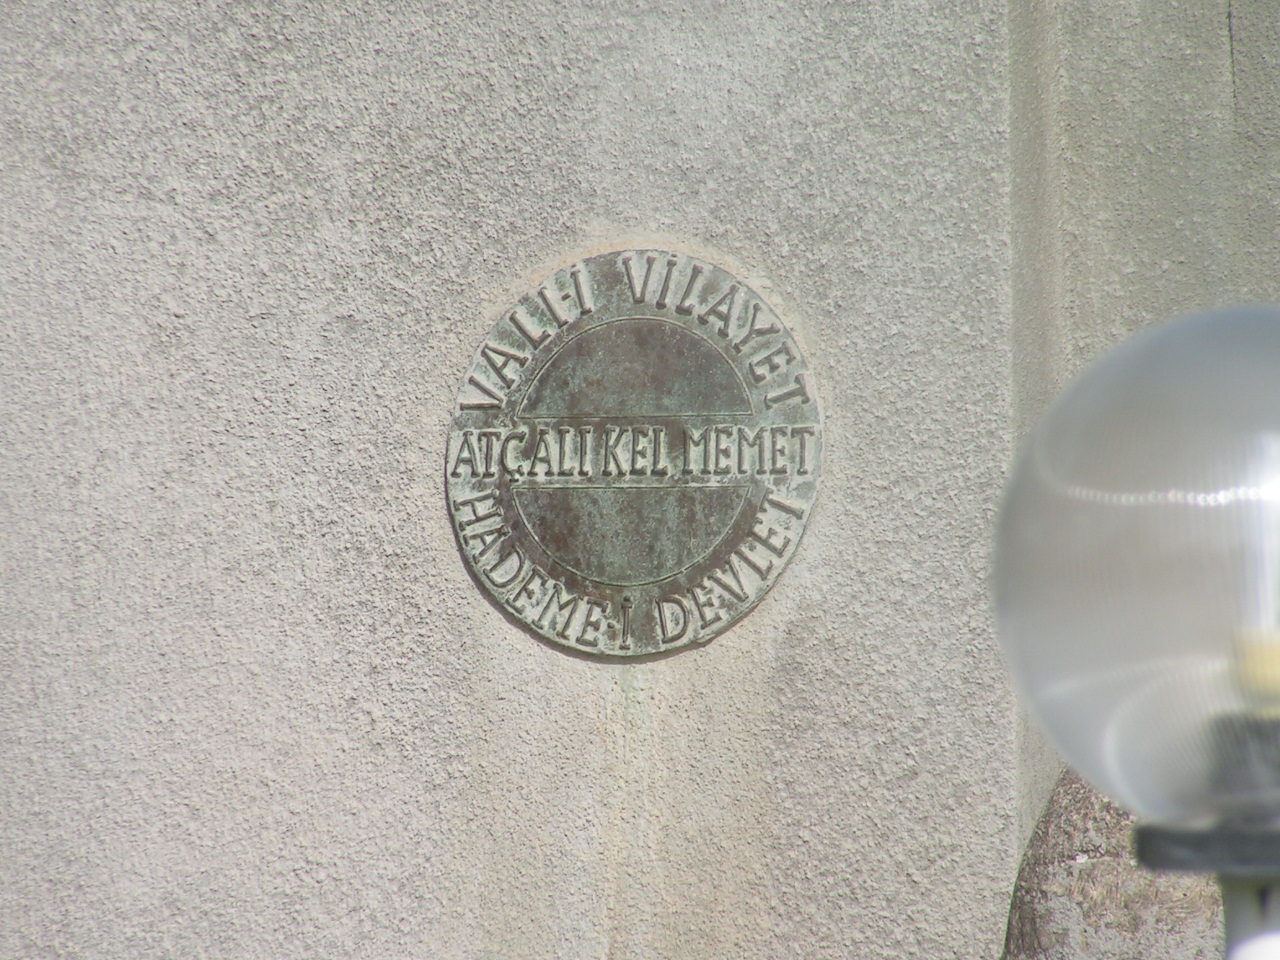 VALİ-İ VİLAYET
ATÇALI KEL MEMET
HADEME-İ DEVLET